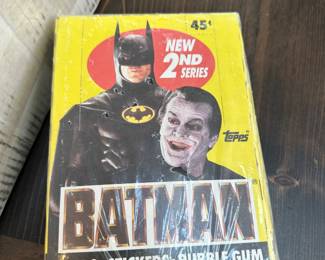 45¢
NEW
2ND
SERIES
Topps®
BATMAN®
STICKERS • BUBBLE GUM